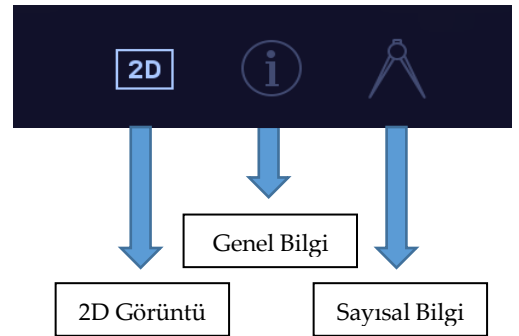 2D
i
Genel Bilgi
2D Görüntü
Sayısal Bilgi